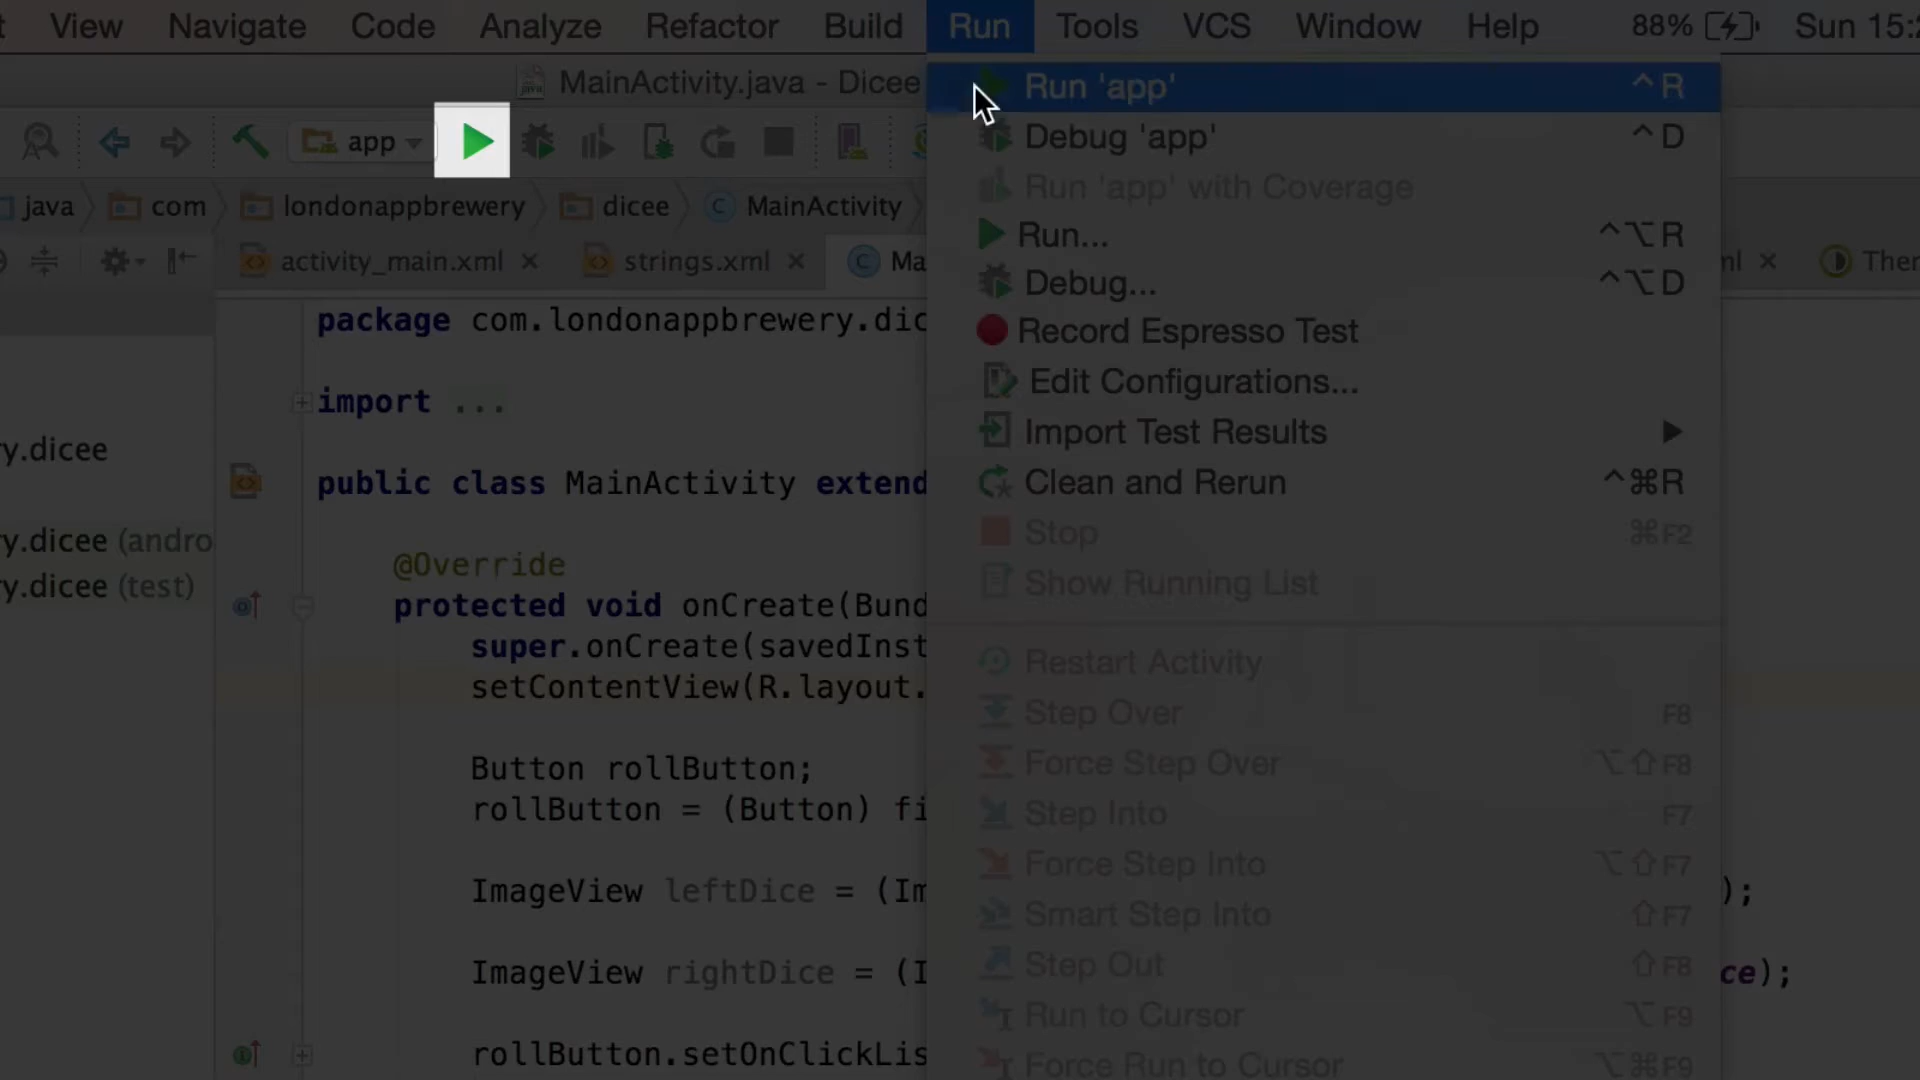 View Navigate Code Analyze Refactor Build Run Tools VCS Window Help 88% Sun 15:2
MainActivity.java - Dicee
app
java com londonappbrewery dicee MainActivity
activity_main.xml strings.xml Ma ml Ther
Run 'app' ^R
Debug 'app' ^D
Run 'app' with Coverage
Run... ^⌥R
Debug... ^⌥D
Record Espresso Test
Edit Configurations...
Import Test Results ▶
Clean and Rerun ^⌘R
Stop ⌘F2
Show Running List
Restart Activity
Step Over F8
Force Step Over ⌥⇧F8
Step Into F7
Force Step Into ⌥⇧F7
Smart Step Into ⇧F7
Step Out ⇧F8
Run to Cursor ⌥F9
Force Run to Cursor ⌥⌘F9
y.dicee
y.dicee (andro
y.dicee (test)
package com.londonappbrewery.dic
import ...
public class MainActivity extend
@Override
protected void onCreate(Bund
super.onCreate(savedInst
setContentView(R.layout.
Button rollButton;
rollButton = (Button) fi
ImageView leftDice = (Im );
ImageView rightDice = (I ce);
rollButton.setOnClickLis